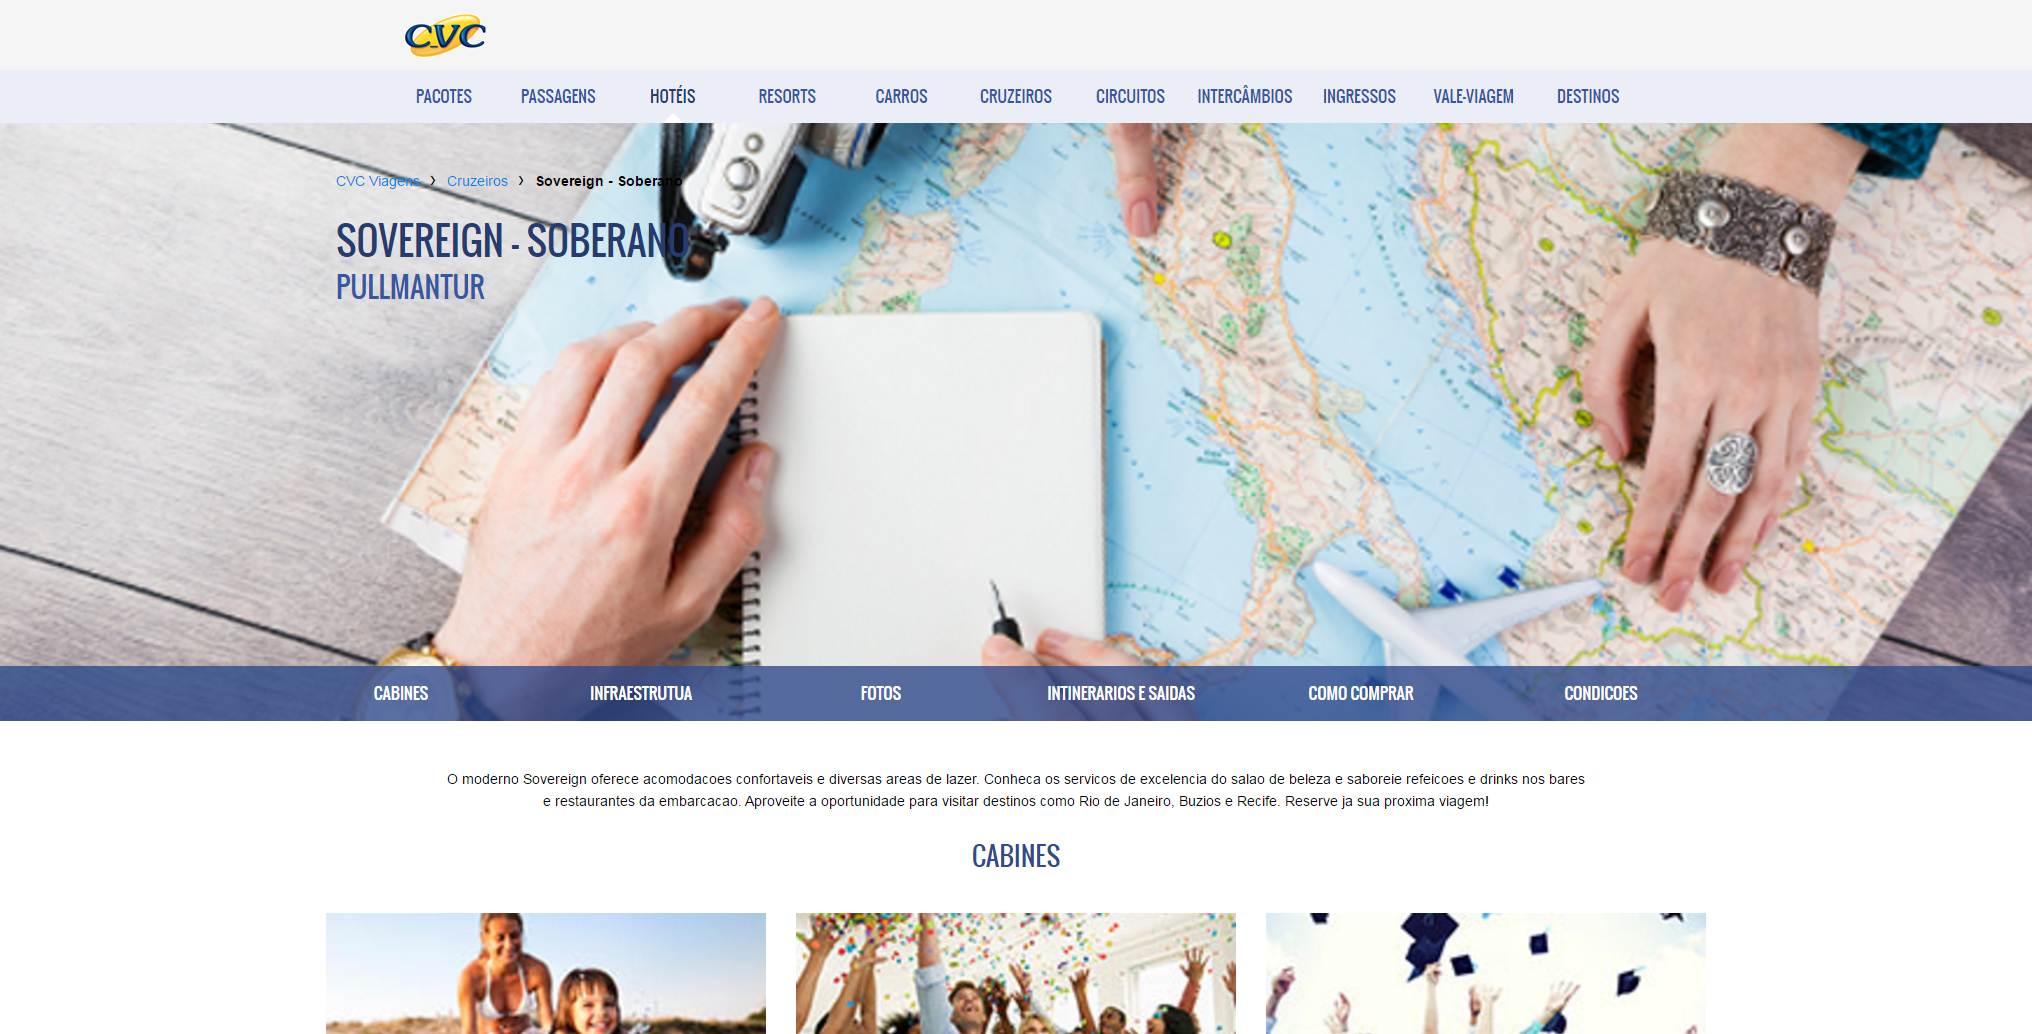 CVC
PACOTES PASSAGENS HOTÉIS RESORTS CARROS CRUZEIROS CIRCUITOS INTERCÂMBIOS INGRESSOS VALE-VIAGEM DESTINOS
CVC Viagens › Cruzeiros › Sovereign - Soberano
SOVEREIGN - SOBERANO
PULLMANTUR
CABINES INFRAESTRUTUA FOTOS INTINERARIOS E SAIDAS COMO COMPRAR CONDICOES
O moderno Sovereign oferece acomodacoes confortaveis e diversas areas de lazer. Conheca os servicos de excelencia do salao de beleza e saboreie refeicoes e drinks nos bares
e restaurantes da embarcacao. Aproveite a oportunidade para visitar destinos como Rio de Janeiro, Buzios e Recife. Reserve ja sua proxima viagem!
CABINES